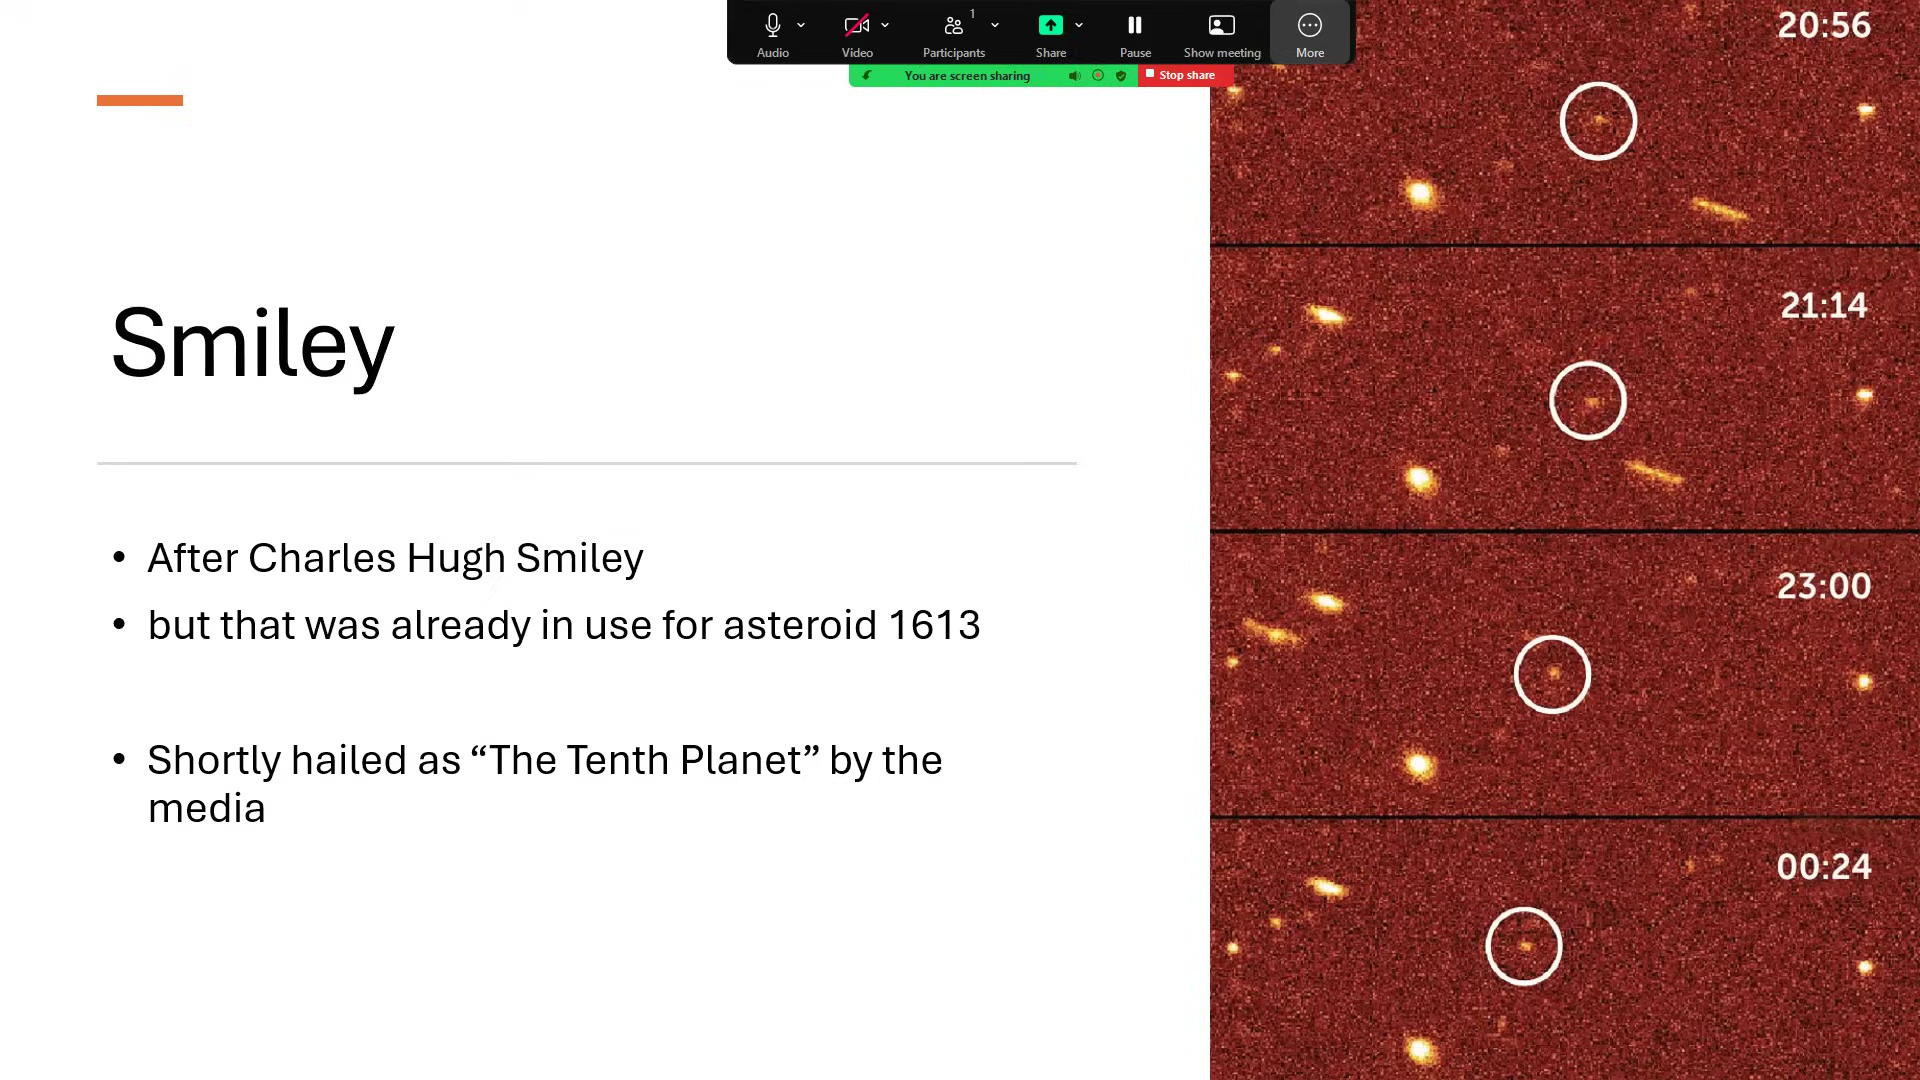 1
Audio
Video
Participants
Share
Pause
Show meeting
More
You are screen sharing
Stop share
Smiley
• After Charles Hugh Smiley
• but that was already in use for asteroid 1613
• Shortly hailed as “The Tenth Planet” by the
media
20:56
21:14
23:00
00:24